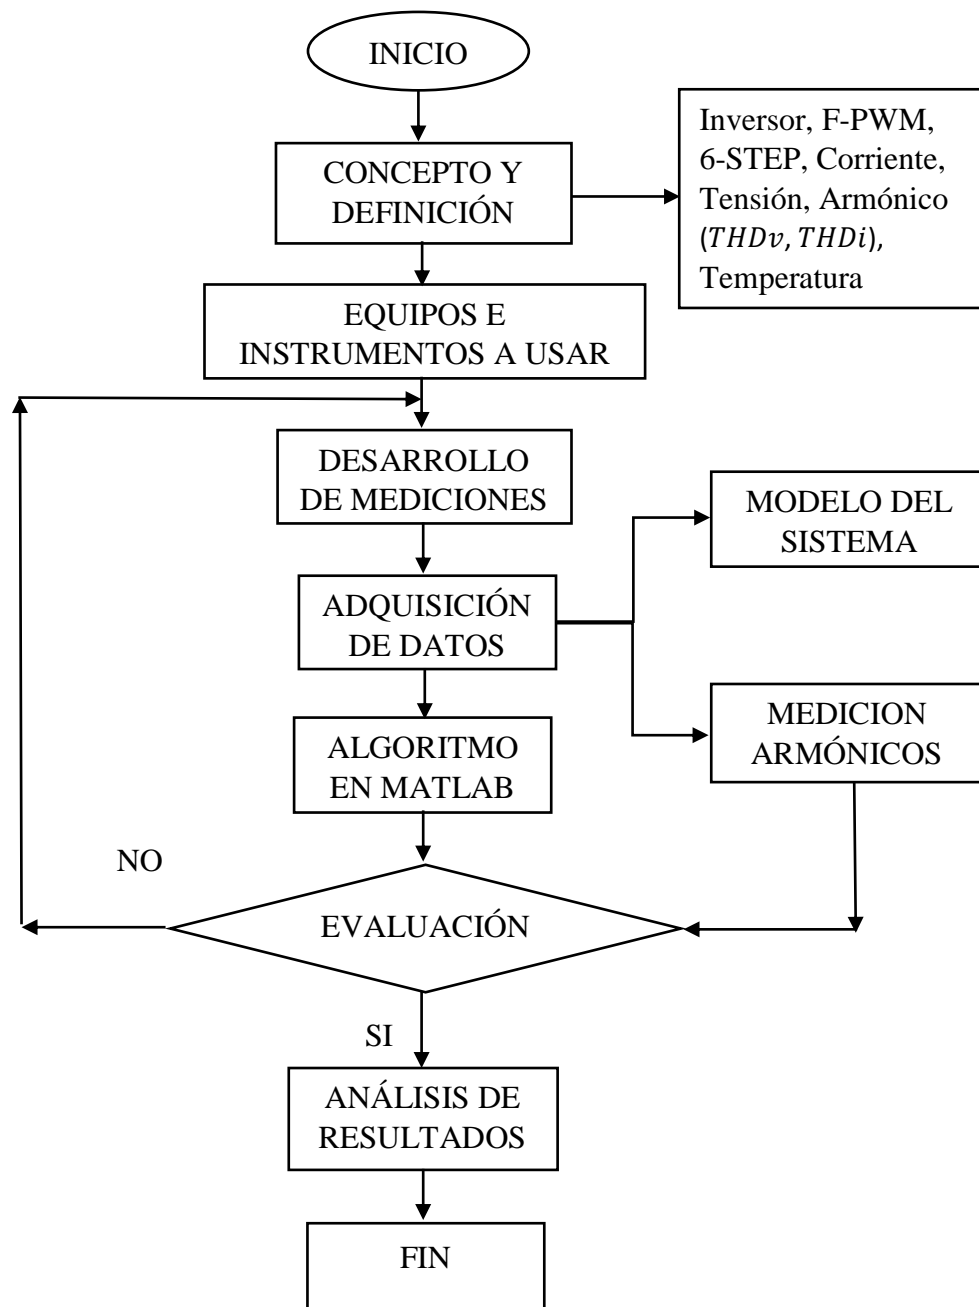 INICIO
CONCEPTO Y
DEFINICIÓN
Inversor, F-PWM,
6-STEP, Corriente,
Tensión, Armónico
(THDv, THDi),
Temperatura
EQUIPOS E
INSTRUMENTOS A USAR
DESARROLLO
DE MEDICIONES
ADQUISICIÓN
DE DATOS
MODELO DEL
SISTEMA
MEDICION
ARMÓNICOS
ALGORITMO
EN MATLAB
NO
EVALUACIÓN
SI
ANÁLISIS DE
RESULTADOS
FIN